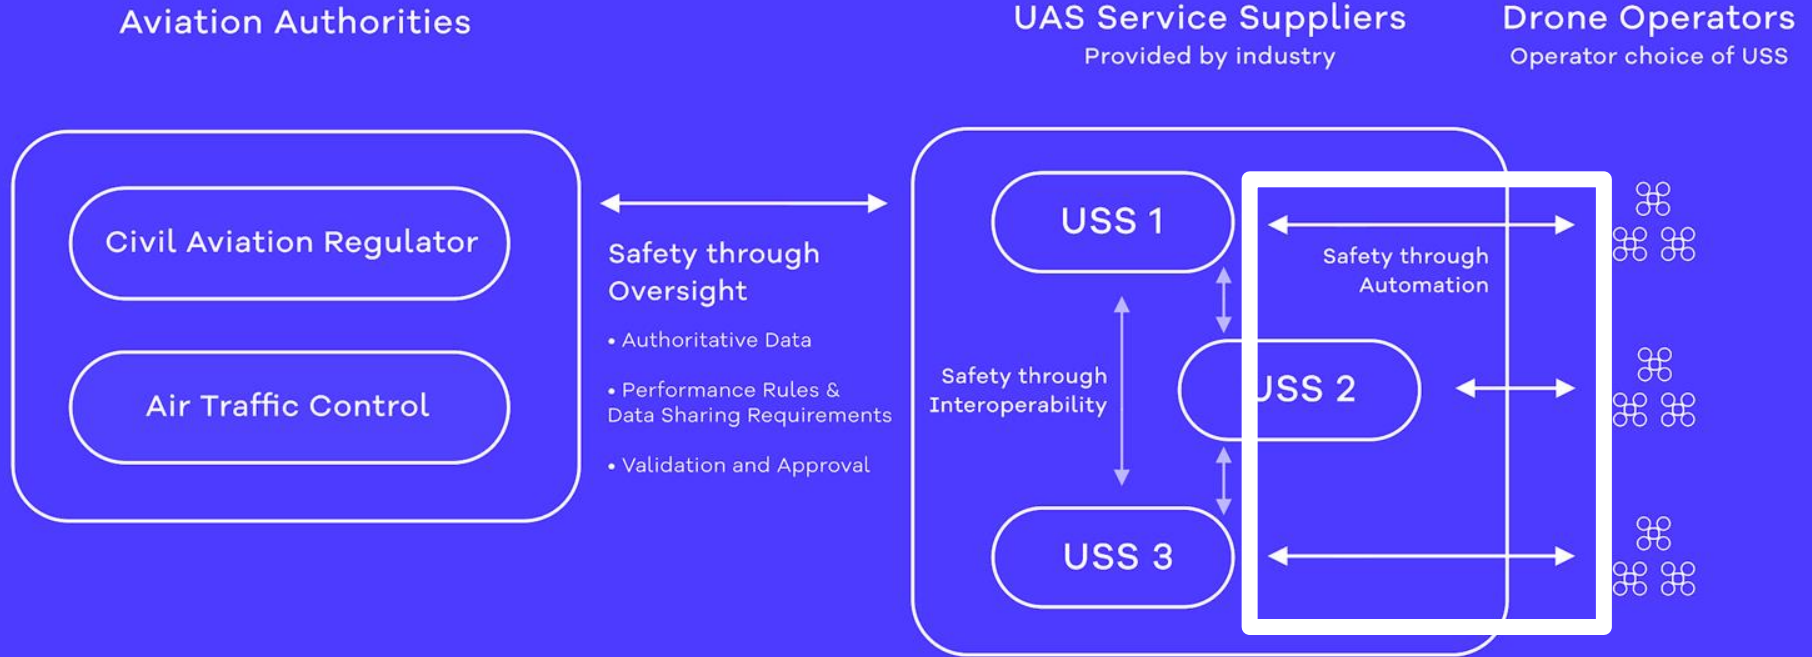 Aviation Authorities
UAS Service Suppliers
Provided by industry
Drone Operators
Operator choice of USS
Civil Aviation Regulator
Air Traffic Control
Safety through
Oversight
• Authoritative Data
• Performance Rules &
Data Sharing Requirements
• Validation and Approval
USS 1
Safety through
Automation
Safety through
Interoperability
USS 2
USS 3